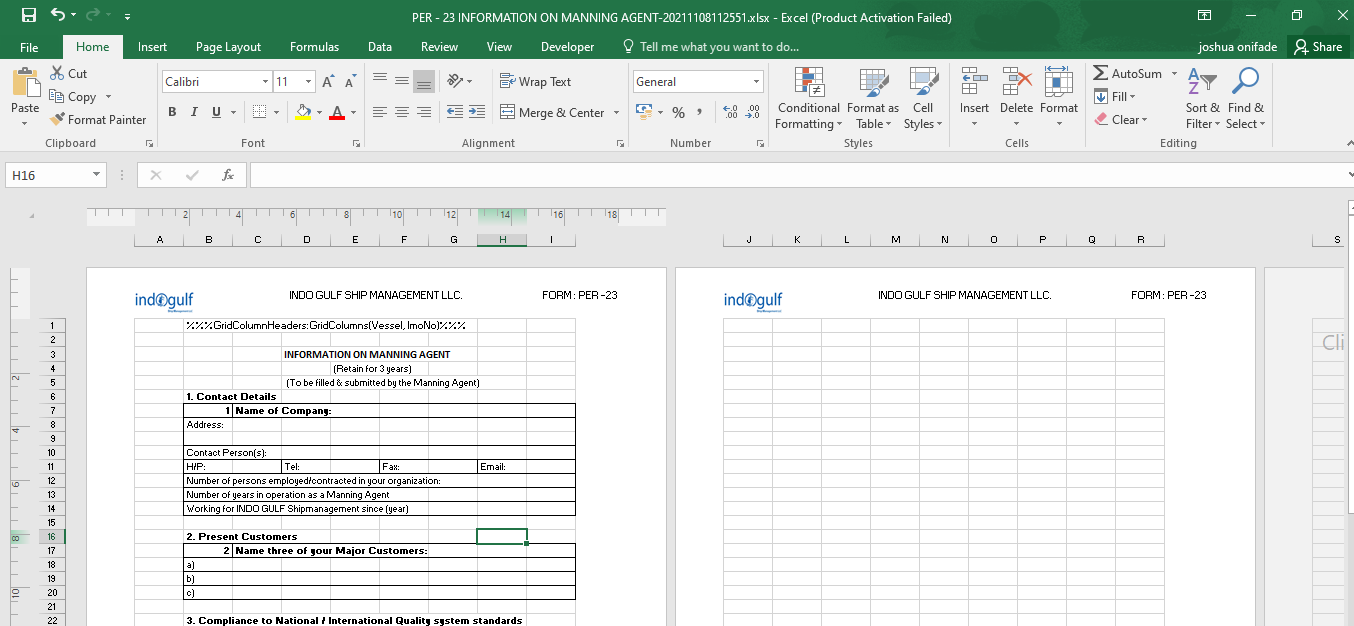 PER - 23 INFORMATION ON MANNING AGENT-20211108112551.xlsx - Excel (Product Activation Failed)
File Home Insert Page Layout Formulas Data Review View Developer Tell me what you want to do... joshua onifade Share
Cut
Copy
Format Painter
Paste
Clipboard
Calibri 11
B I U
Font
Wrap Text
Merge & Center
Alignment
General
%
Number
Conditional Formatting
Format as Table
Cell Styles
Styles
Insert Delete Format
Cells
AutoSum
Fill
Clear
Sort & Filter
Find & Select
Editing
H16 fx
2 4 6 8 10 12 14 16 18
A B C D E F G H I J K L M N O P Q R S
indogulf INDO GULF SHIP MANAGEMENT LLC. FORM : PER -23
indogulf INDO GULF SHIP MANAGEMENT LLC. FORM : PER -23
1 %%%GridColumnHeaders:GridColumns(Vessel, ImoNo)%%%
2
3 INFORMATION ON MANNING AGENT
4 (Retain for 3 years)
5 (To be filled & submitted by the Manning Agent)
6 1. Contact Details
7 1 Name of Company:
8 Address:
9
10 Contact Person(s):
11 H/P: Tel: Fax: Email:
12 Number of persons employed/contracted in your organization:
13 Number of years in operation as a Manning Agent
14 Working for INDO GULF Shipmanagement since (year)
15
16 2. Present Customers
17 2 Name three of your Major Customers:
18 a)
19 b)
20 c)
21
22 3. Compliance to National / International Quality system standards
2
4
6
8
10
Cli